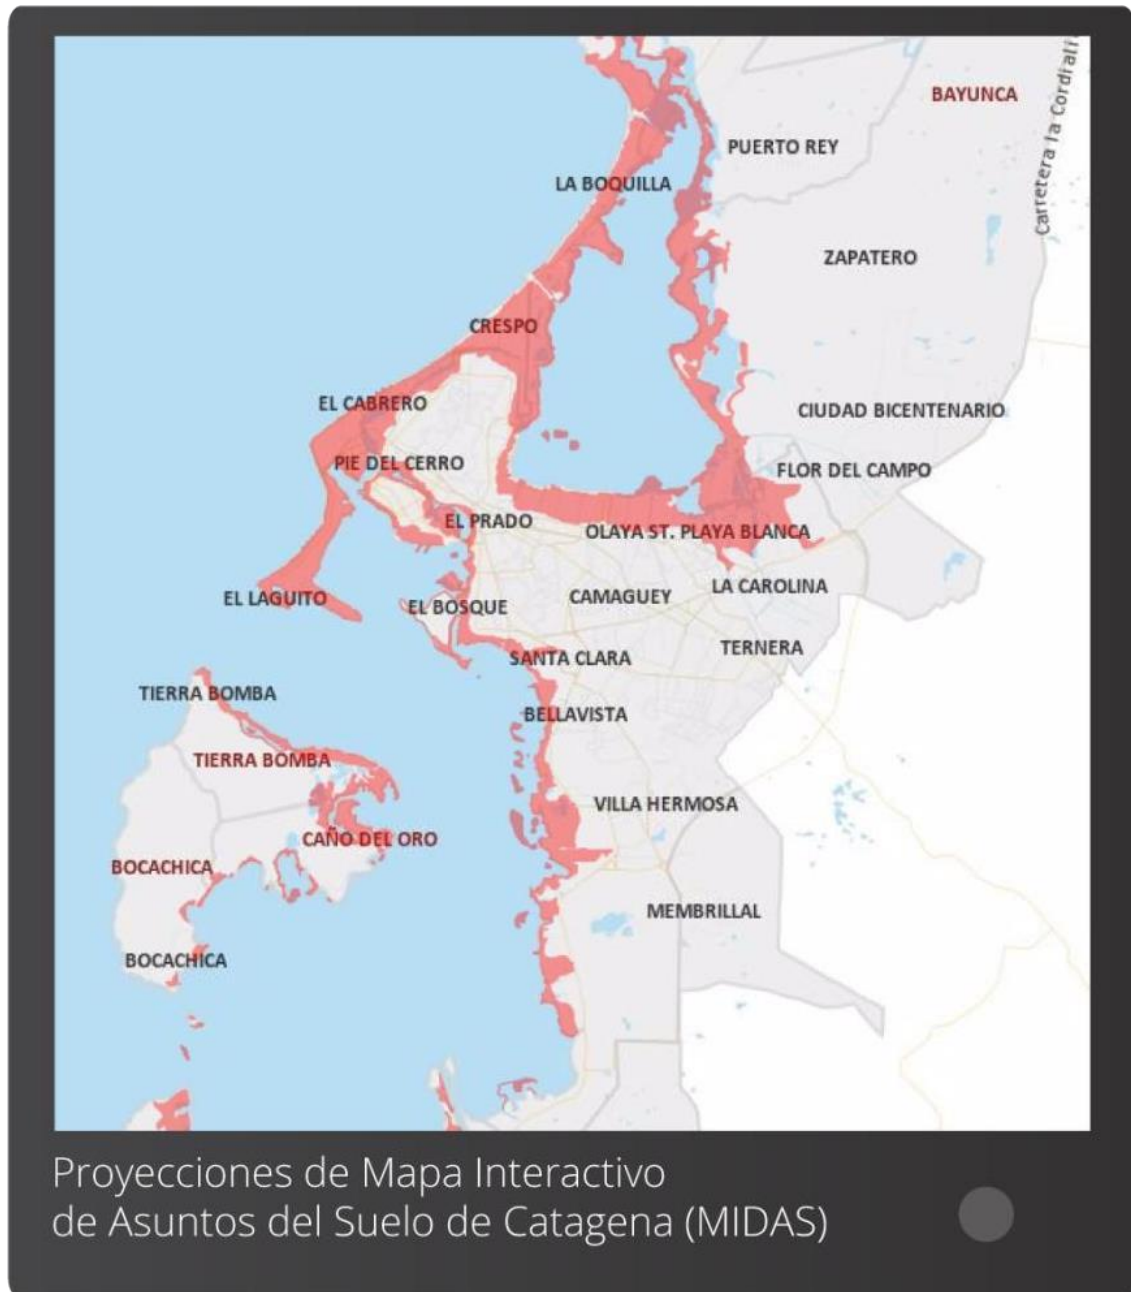 BAYUNCA
Carretera la Cordiali
PUERTO REY
LA BOQUILLA
ZAPATERO
CRESPO
EL CABRERO
CIUDAD BICENTENARIO
PIE DEL CERRO
FLOR DEL CAMPO
EL PRADO
OLAYA ST. PLAYA BLANCA
EL LAGUITO
EL BOSQUE
CAMAGUEY
LA CAROLINA
SANTA CLARA
TERNERA
TIERRA BOMBA
BELLAVISTA
TIERRA BOMBA
VILLA HERMOSA
CAÑO DEL ORO
BOCACHICA
MEMBRILLAL
BOCACHICA
Proyecciones de Mapa Interactivo
de Asuntos del Suelo de Catagena (MIDAS)